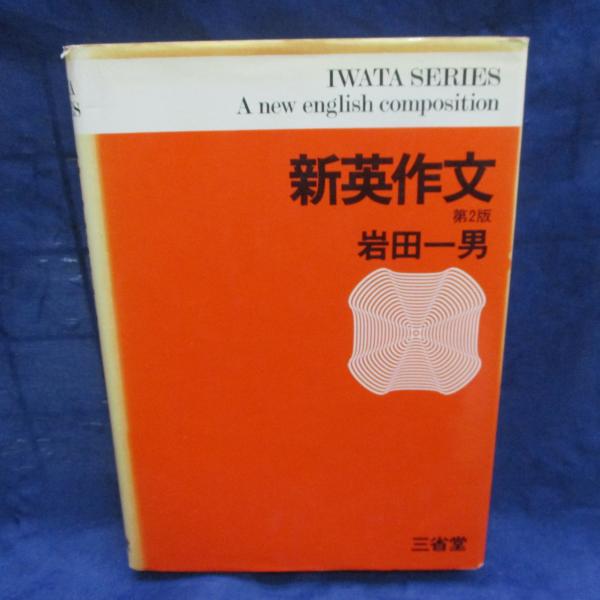 IWATA SERIES
A new english composition
新英作文
第2版
岩田一男
三省堂